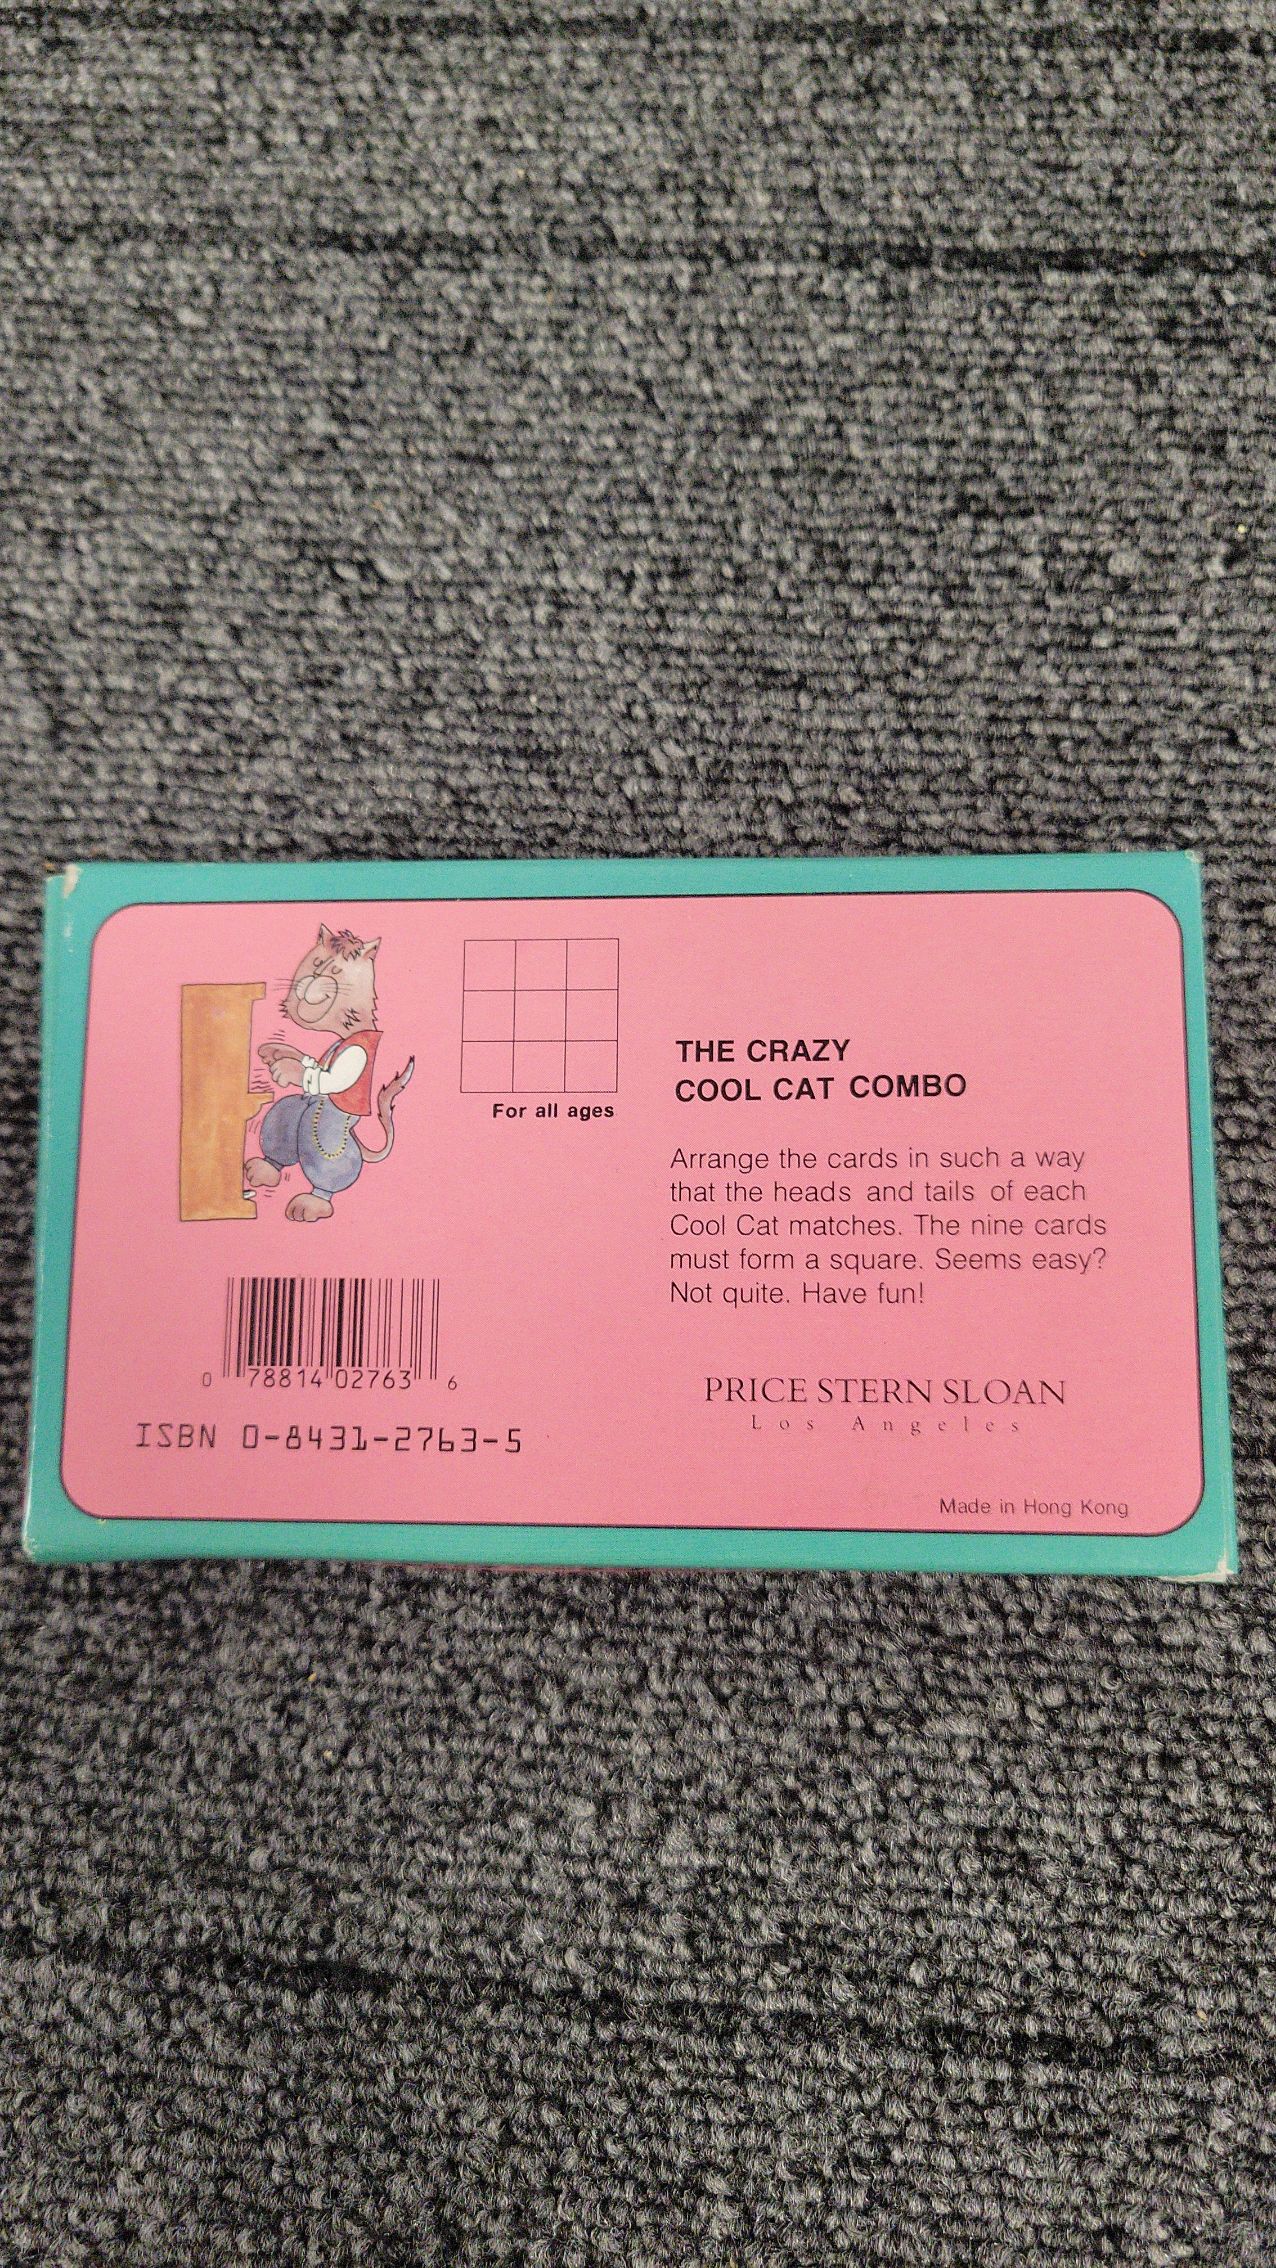 For all ages
0 78814 02763 6
ISBN 0-8431-2763-5
THE CRAZY
COOL CAT COMBO
Arrange the cards in such a way
that the heads and tails of each
Cool Cat matches. The nine cards
must form a square. Seems easy?
Not quite. Have fun!
PRICE STERN SLOAN
Los Angeles
Made in Hong Kong